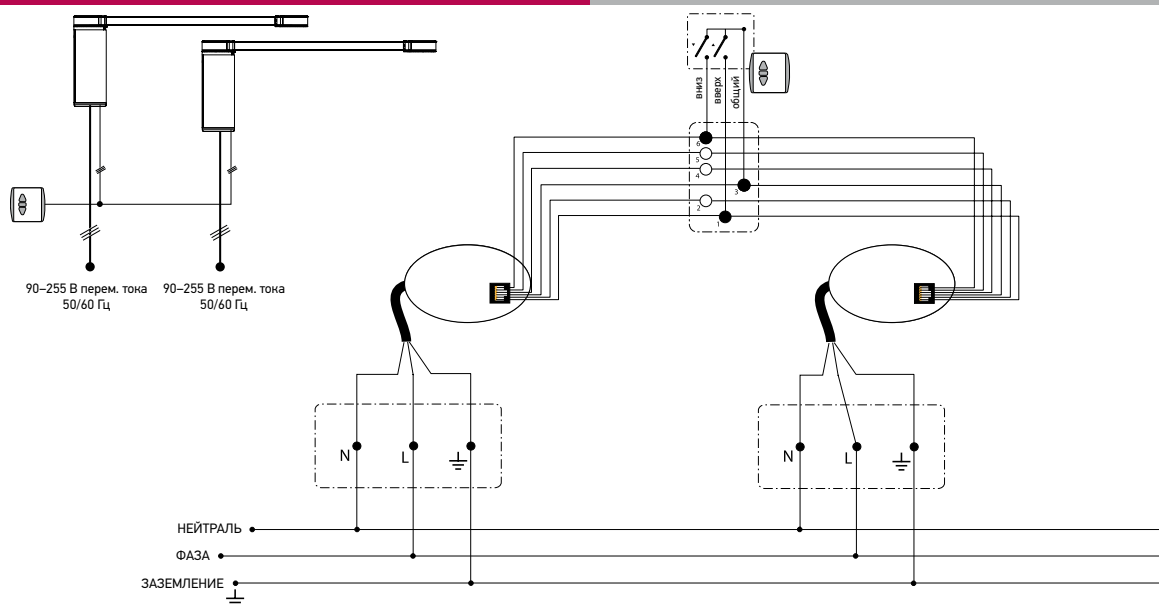 вниз
вверх
общий
6
5
4
3
2
1
90–255 В перем. тока
50/60 Гц
90–255 В перем. тока
50/60 Гц
N
L
N
L
НЕЙТРАЛЬ
ФАЗА
ЗАЗЕМЛЕНИЕ